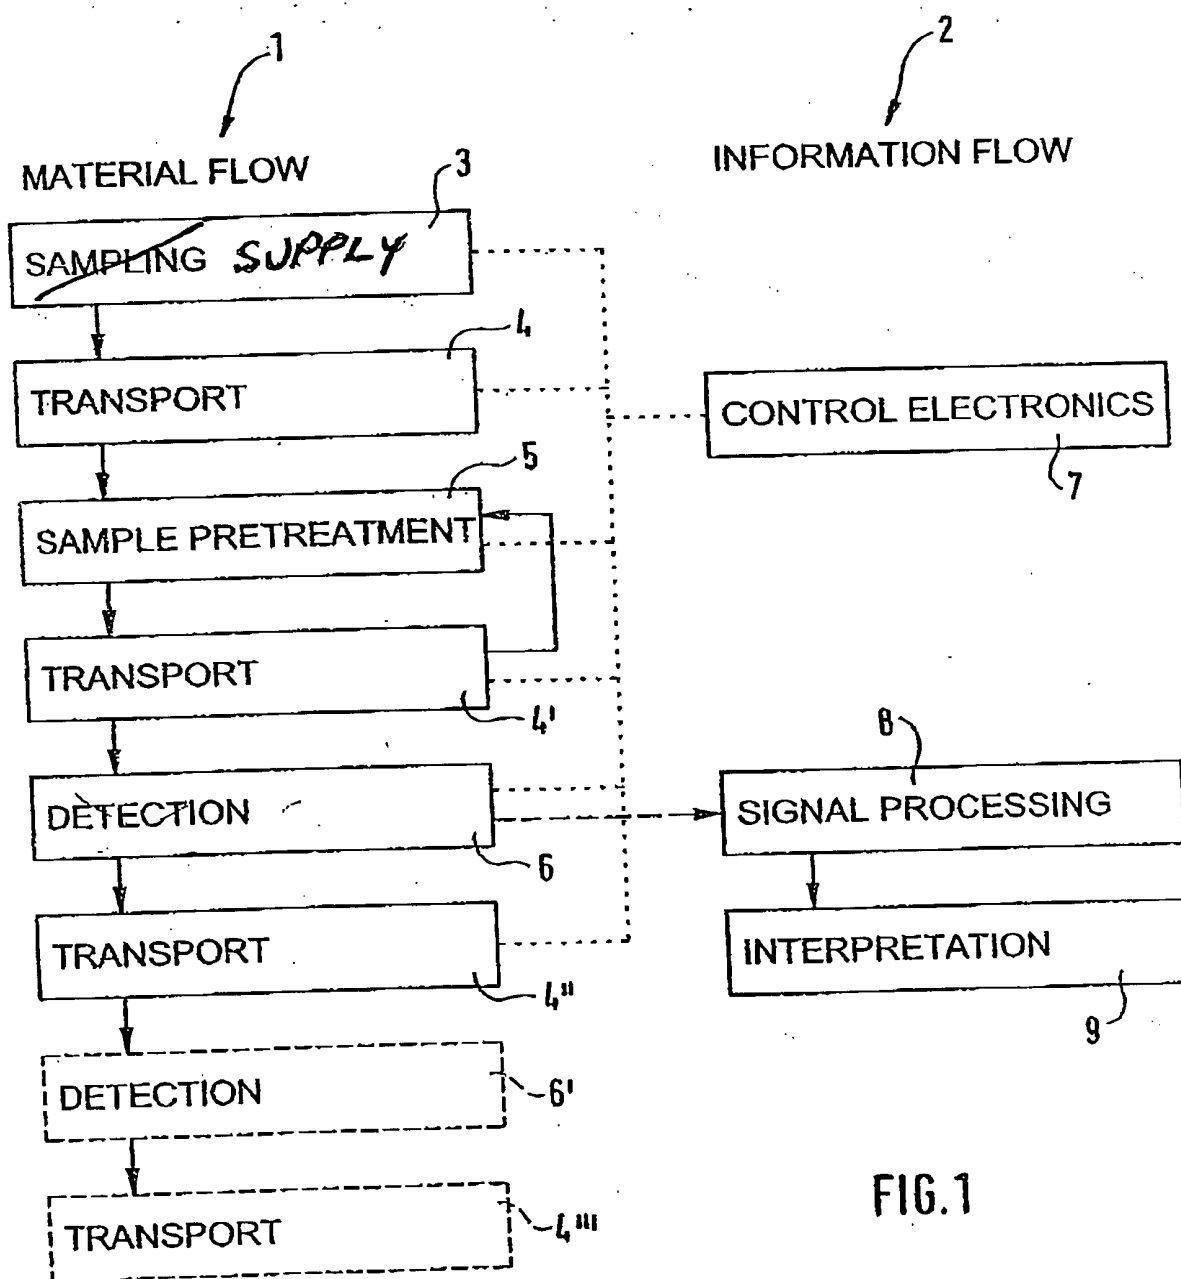 1
2
MATERIAL FLOW
INFORMATION FLOW
3
SAMPLING SUPPLY
4
TRANSPORT
CONTROL ELECTRONICS
7
5
SAMPLE PRETREATMENT
TRANSPORT
4'
8
DETECTION
SIGNAL PROCESSING
6
TRANSPORT
INTERPRETATION
4"
9
DETECTION
6'
FIG.1
TRANSPORT
4'''